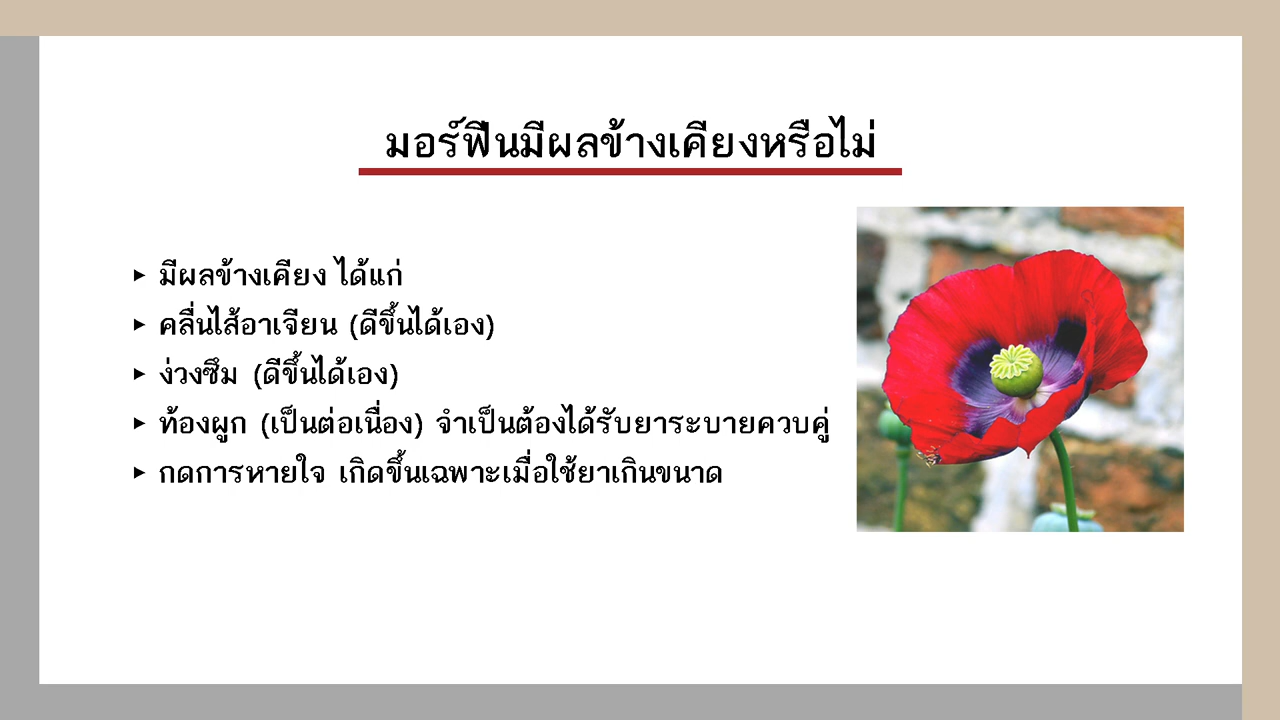 มอร์ฟีนมีผลข้างเคียงหรือไม่
▸ มีผลข้างเคียง ได้แก่
▸ คลื่นไส้อาเจียน (ดีขึ้นได้เอง)
▸ ง่วงซึม (ดีขึ้นได้เอง)
▸ ท้องผูก (เป็นต่อเนื่อง) จำเป็นต้องได้รับยาระบายควบคู่
▸ กดการหายใจ เกิดขึ้นเฉพาะเมื่อใช้ยาเกินขนาด